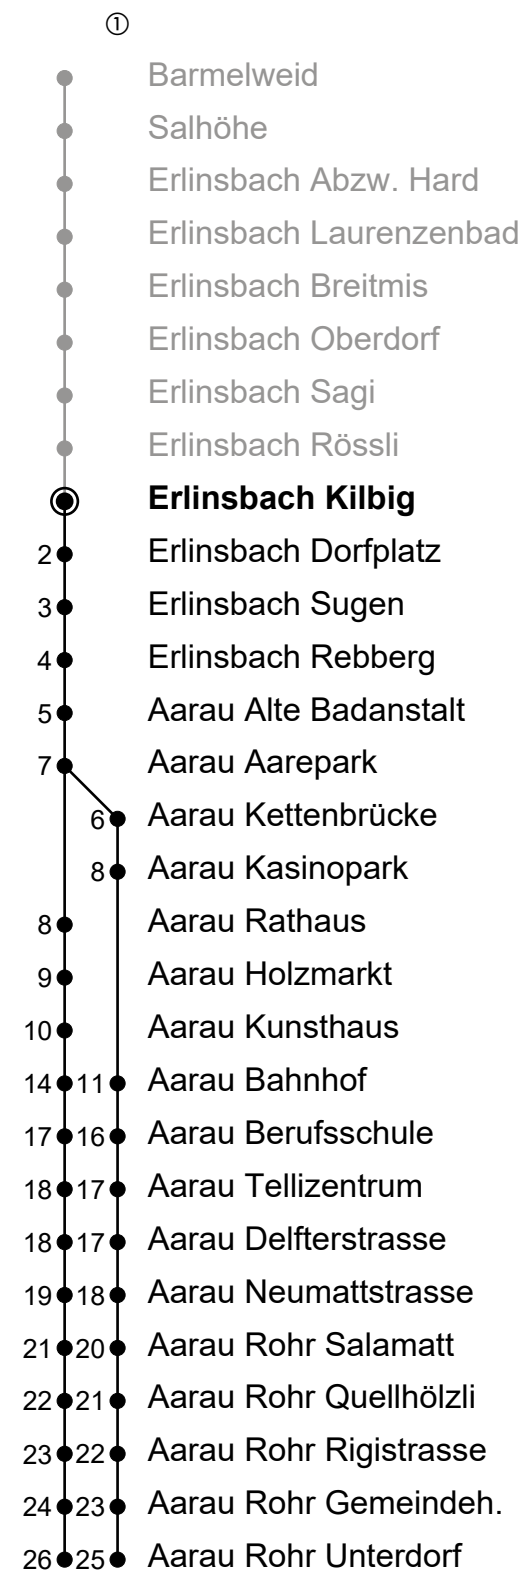 ①
Barmelweid
Salhöhe
Erlinsbach Abzw. Hard
Erlinsbach Laurenzenbad
Erlinsbach Breitmis
Erlinsbach Oberdorf
Erlinsbach Sagi
Erlinsbach Rössli
Erlinsbach Kilbig
2 Erlinsbach Dorfplatz
3 Erlinsbach Sugen
4 Erlinsbach Rebberg
5 Aarau Alte Badanstalt
7 Aarau Aarepark
6 Aarau Kettenbrücke
8 Aarau Kasinopark
8 Aarau Rathaus
9 Aarau Holzmarkt
10 Aarau Kunsthaus
14 11 Aarau Bahnhof
17 16 Aarau Berufsschule
18 17 Aarau Tellizentrum
18 17 Aarau Delfterstrasse
19 18 Aarau Neumattstrasse
21 20 Aarau Rohr Salamatt
22 21 Aarau Rohr Quellhölzli
23 22 Aarau Rohr Rigistrasse
24 23 Aarau Rohr Gemeindeh.
26 25 Aarau Rohr Unterdorf